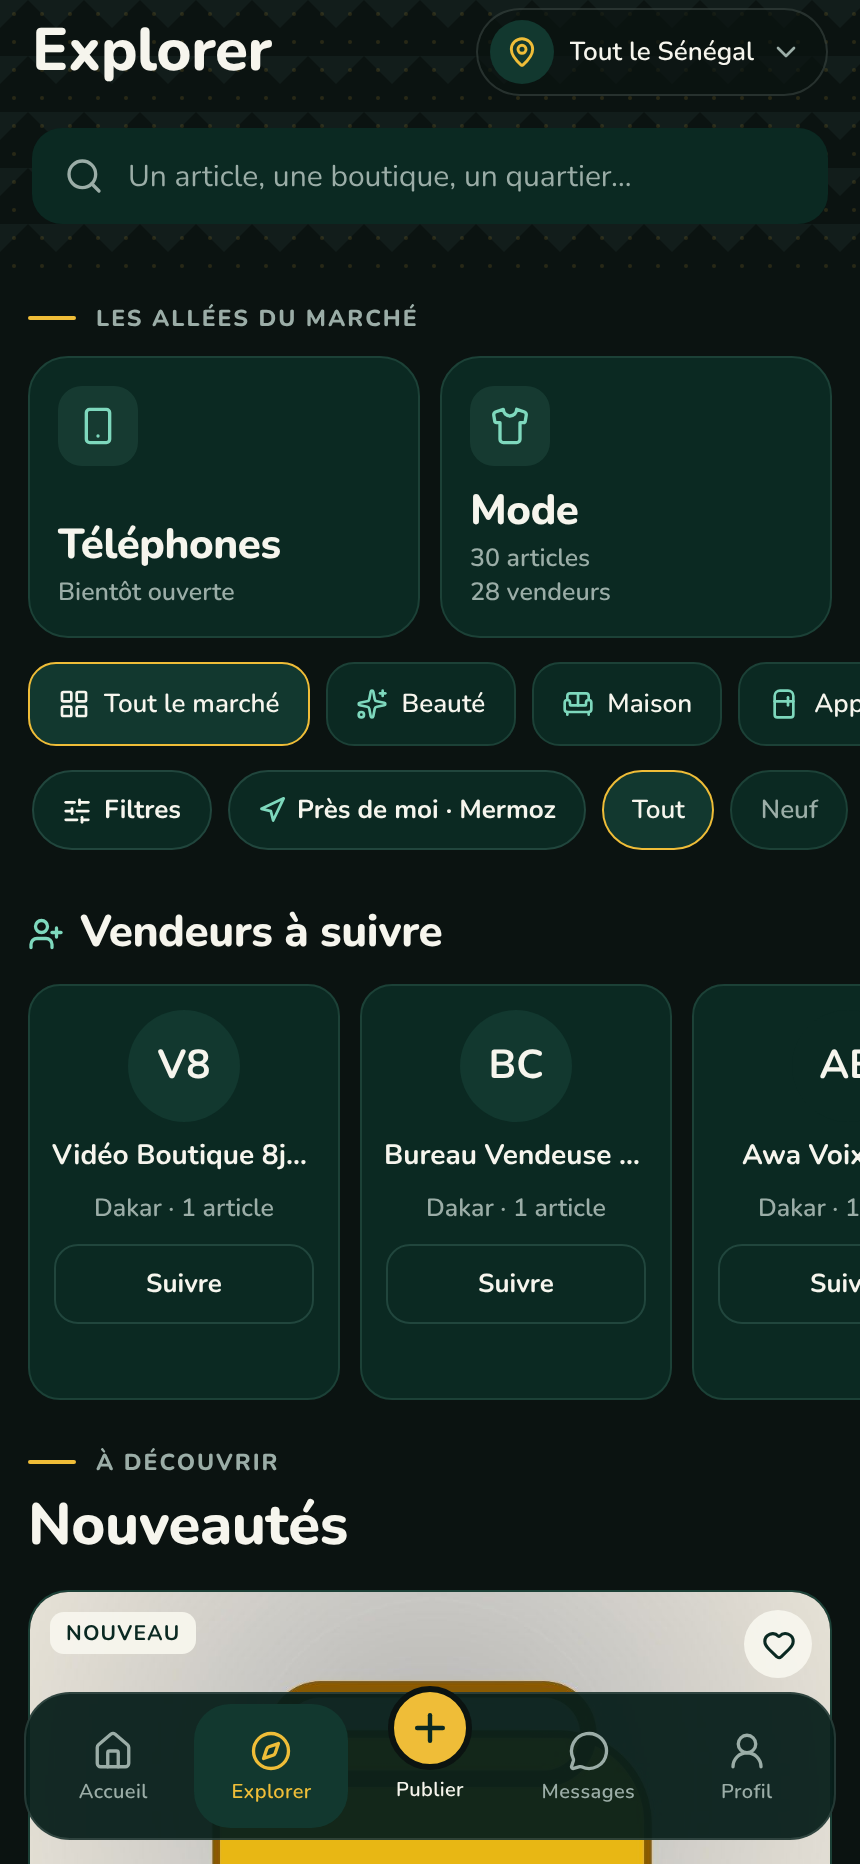 Explorer
Tout le Sénégal
Un article, une boutique, un quartier...
LES ALLÉES DU MARCHÉ
Téléphones
Bientôt ouverte
Mode
30 articles
28 vendeurs
Tout le marché
Beauté
Maison
App
Filtres
Près de moi · Mermoz
Tout
Neuf
Vendeurs à suivre
V8
Vidéo Boutique 8j...
Dakar · 1 article
Suivre
BC
Bureau Vendeuse ...
Dakar · 1 article
Suivre
Awa Voix
Dakar · 1
Suiv
À DÉCOUVRIR
Nouveautés
NOUVEAU
Accueil
Explorer
Publier
Messages
Profil